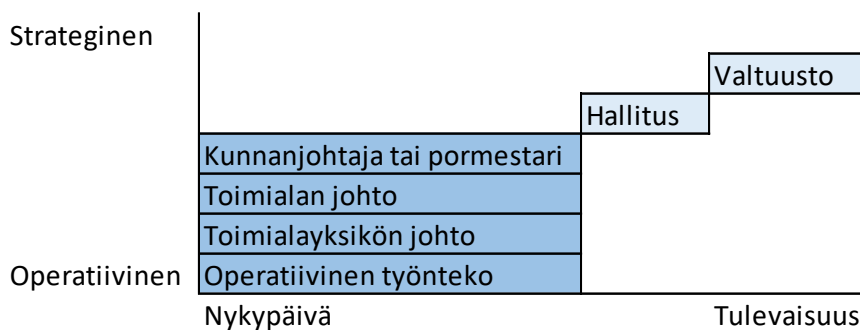 Strateginen
Valtuusto
Hallitus
Kunnanjohtaja tai pormestari
Toimialan johto
Toimialayksikön johto
Operatiivinen Operatiivinen työnteko
Nykypäivä Tulevaisuus